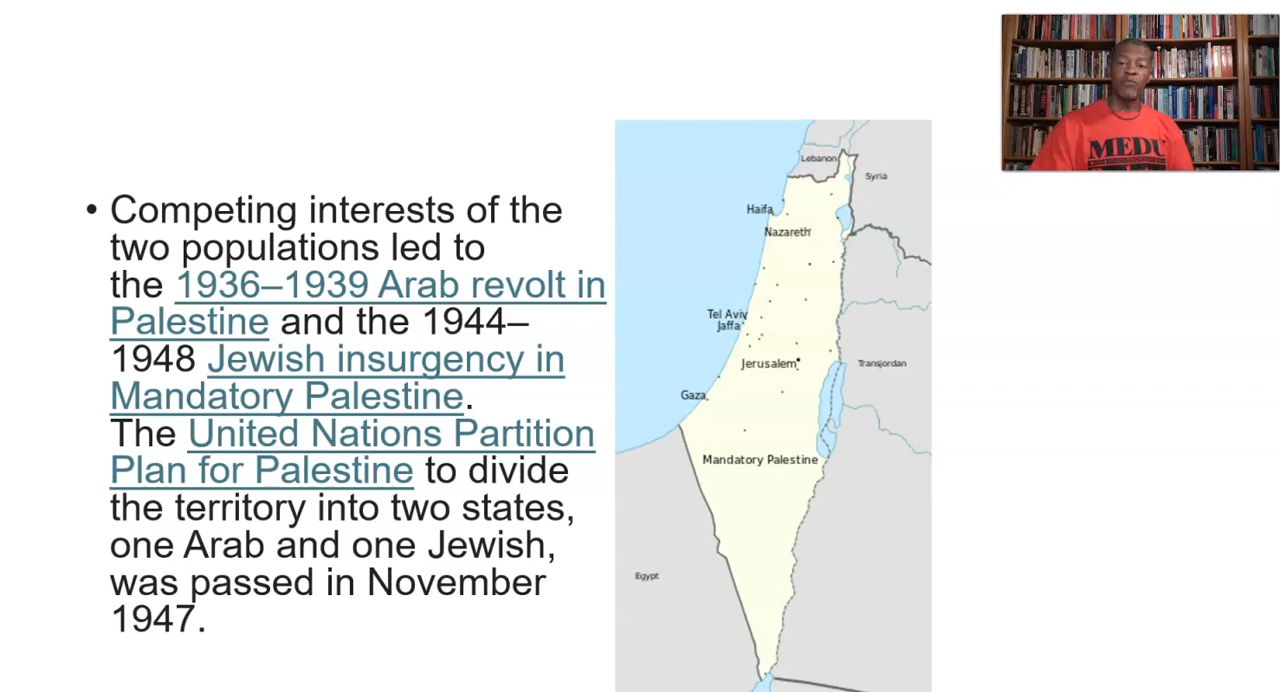 • Competing interests of the
two populations led to
the 1936–1939 Arab revolt in
Palestine and the 1944–
1948 Jewish insurgency in
Mandatory Palestine.
The United Nations Partition
Plan for Palestine to divide
the territory into two states,
one Arab and one Jewish,
was passed in November
1947.
Lebanon
Syria
Haifa
Nazareth
Tel Aviv
Jaffa
Jerusalem
Transjordan
Gaza
Mandatory Palestine
Egypt
MEDU